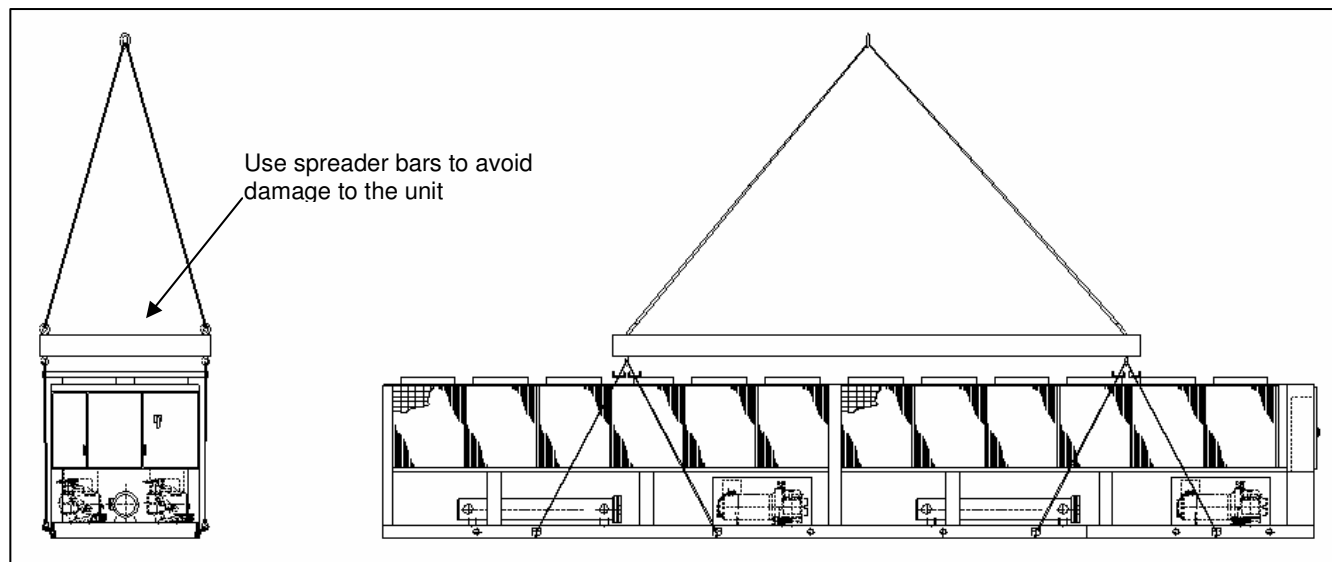 Use spreader bars to avoid
damage to the unit